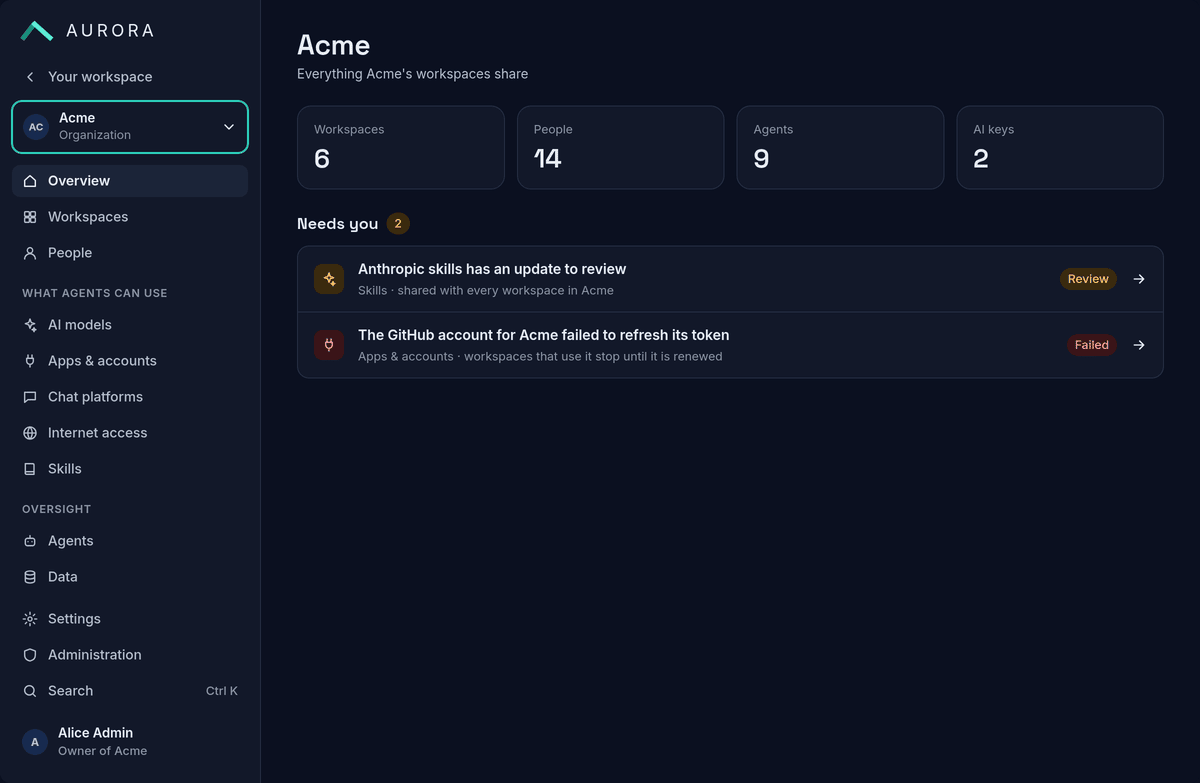 AURORA
Your workspace
AC
Acme
Organization
Overview
Workspaces
People
WHAT AGENTS CAN USE
AI models
Apps & accounts
Chat platforms
Internet access
Skills
OVERSIGHT
Agents
Data
Settings
Administration
Search Ctrl K
A
Alice Admin
Owner of Acme
Acme
Everything Acme's workspaces share
Workspaces
6
People
14
Agents
9
AI keys
2
Needs you 2
Anthropic skills has an update to review
Skills · shared with every workspace in Acme
Review
The GitHub account for Acme failed to refresh its token
Apps & accounts · workspaces that use it stop until it is renewed
Failed